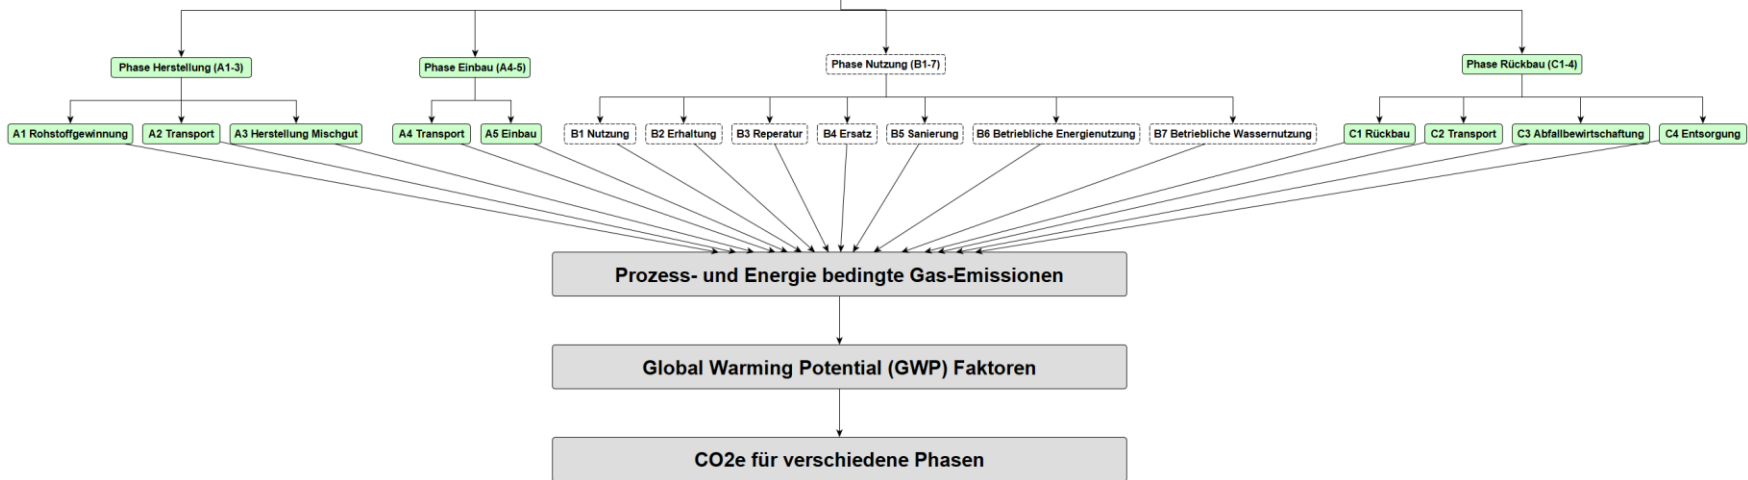 Phase Herstellung (A1-3)
Phase Einbau (A4-5)
Phase Nutzung (B1-7)
Phase Rückbau (C1-4)
A1 Rohstoffgewinnung
A2 Transport
A3 Herstellung Mischgut
A4 Transport
A5 Einbau
B1 Nutzung
B2 Erhaltung
B3 Reperatur
B4 Ersatz
B5 Sanierung
B6 Betriebliche Energienutzung
B7 Betriebliche Wassernutzung
C1 Rückbau
C2 Transport
C3 Abfallbewirtschaftung
C4 Entsorgung
Prozess- und Energie bedingte Gas-Emissionen
Global Warming Potential (GWP) Faktoren
CO2e für verschiedene Phasen